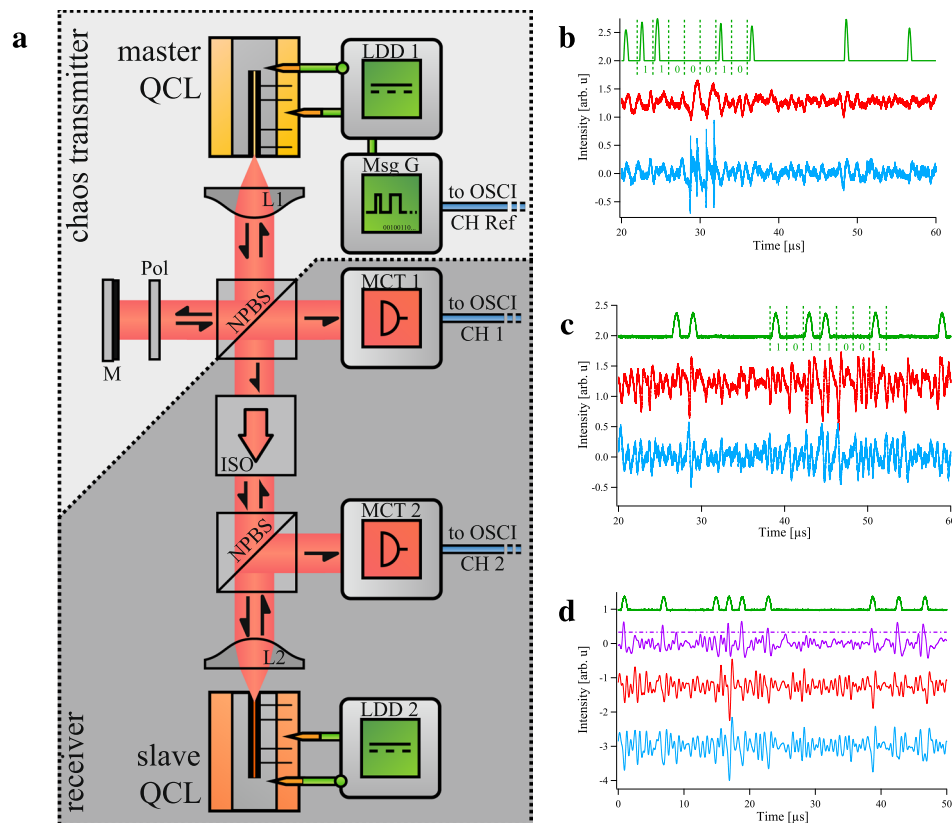 a
chaos transmitter
master
QCL
LDD 1
Msg G
00100110...
to OSCI
CH Ref
L1
Pol
M
NPBS
MCT 1
to OSCI
CH 1
ISO
NPBS
MCT 2
to OSCI
CH 2
L2
receiver
slave
QCL
LDD 2
b
2.5
2.0
1.5
1.0
0.5
0.0
-0.5
Intensity [arb. u]
1 1 0 0 0 1 0
20 30 40 50 60
Time [µs]
c
2.5
2.0
1.5
1.0
0.5
0.0
-0.5
Intensity [arb. u]
1 0 1 1 0 0 1
20 30 40 50 60
Time [µs]
d
1
0
-1
-2
-3
-4
Intensity [arb. u]
0 10 20 30 40 50
Time [µs]